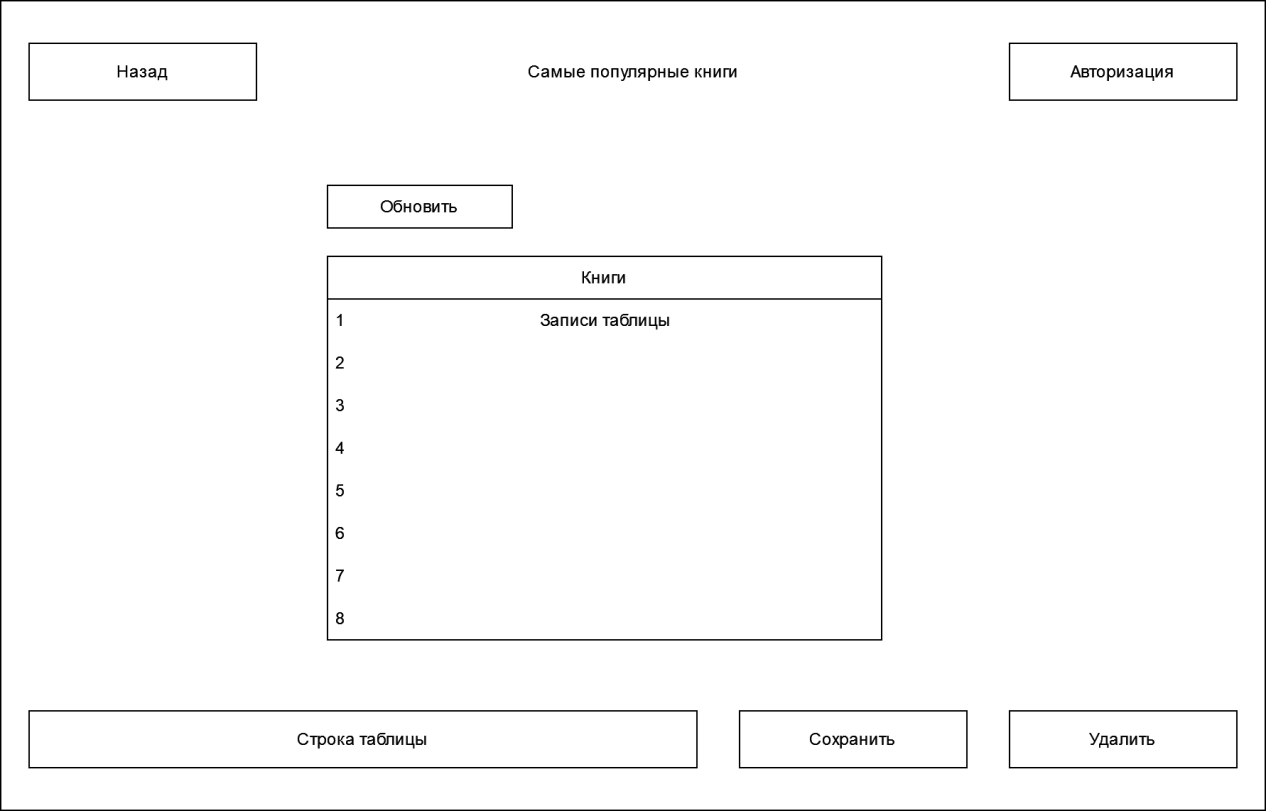 Назад
Самые популярные книги
Авторизация
Обновить
Книги
1 Записи таблицы
2
3
4
5
6
7
8
Строка таблицы
Сохранить
Удалить